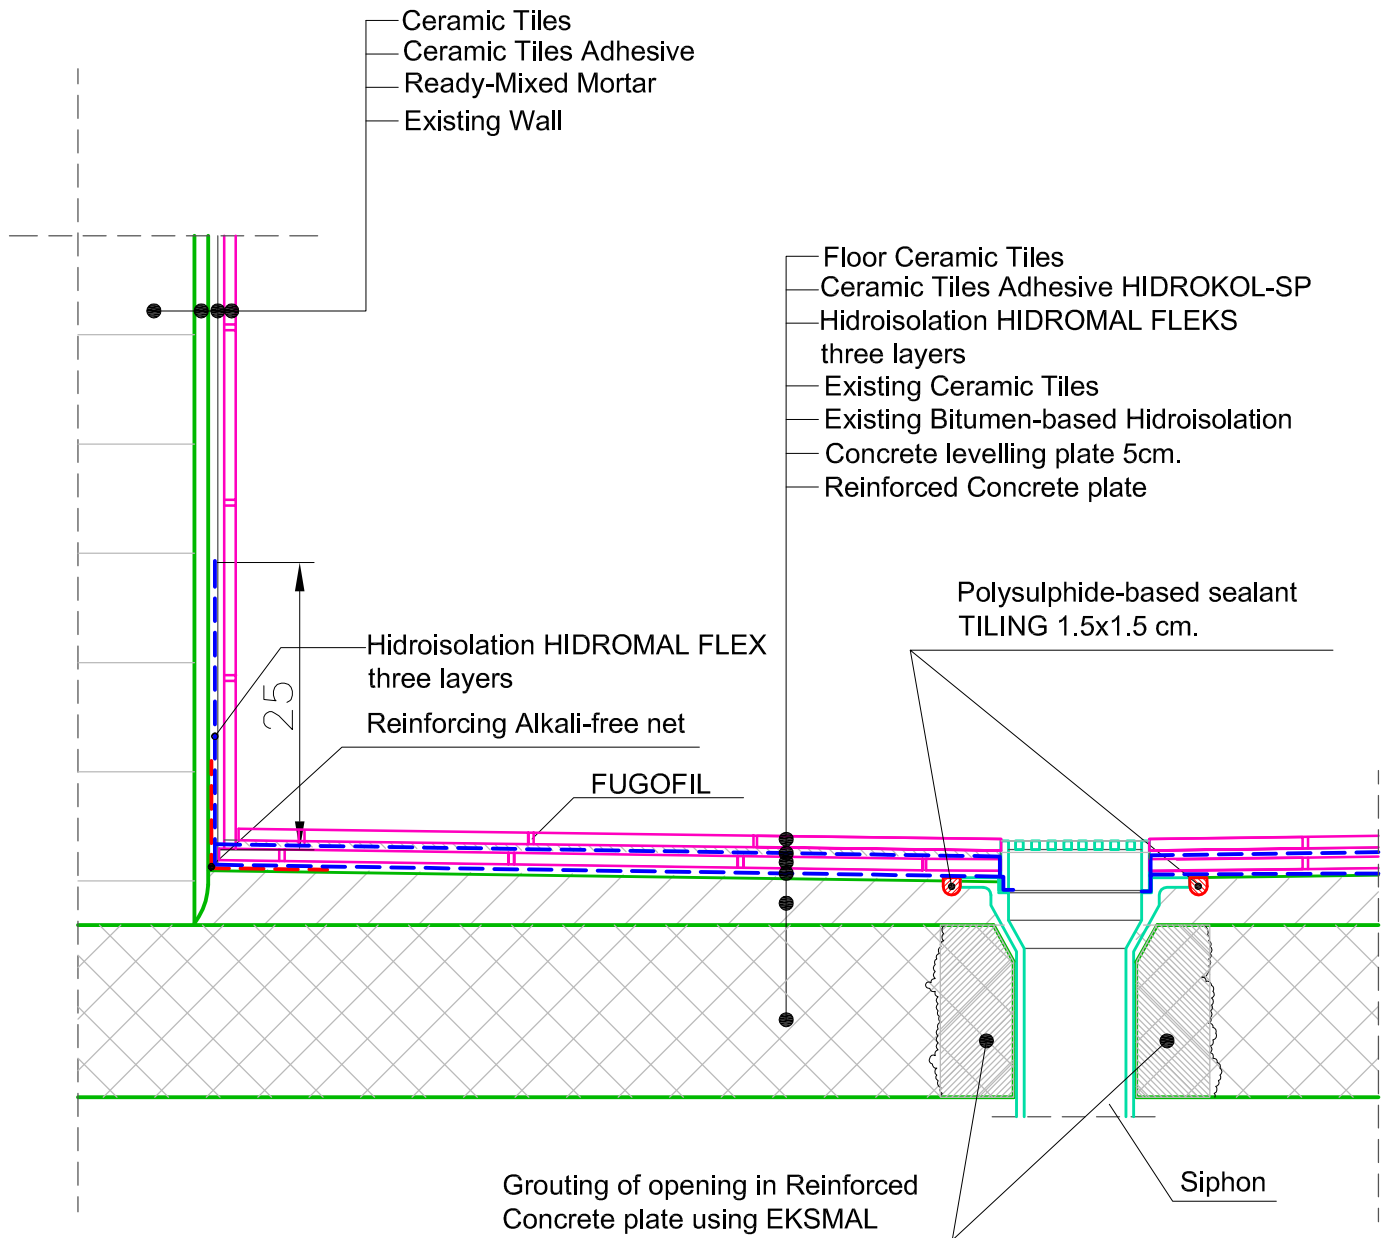 Ceramic Tiles
Ceramic Tiles Adhesive
Ready-Mixed Mortar
Existing Wall
Floor Ceramic Tiles
Ceramic Tiles Adhesive HIDROKOL-SP
Hidroisolation HIDROMAL FLEKS
three layers
Existing Ceramic Tiles
Existing Bitumen-based Hidroisolation
Concrete levelling plate 5cm.
Reinforced Concrete plate
Polysulphide-based sealant
TILING 1.5x1.5 cm.
Hidroisolation HIDROMAL FLEX
three layers
25
Reinforcing Alkali-free net
FUGOFIL
Grouting of opening in Reinforced
Concrete plate using EKSMAL
Siphon